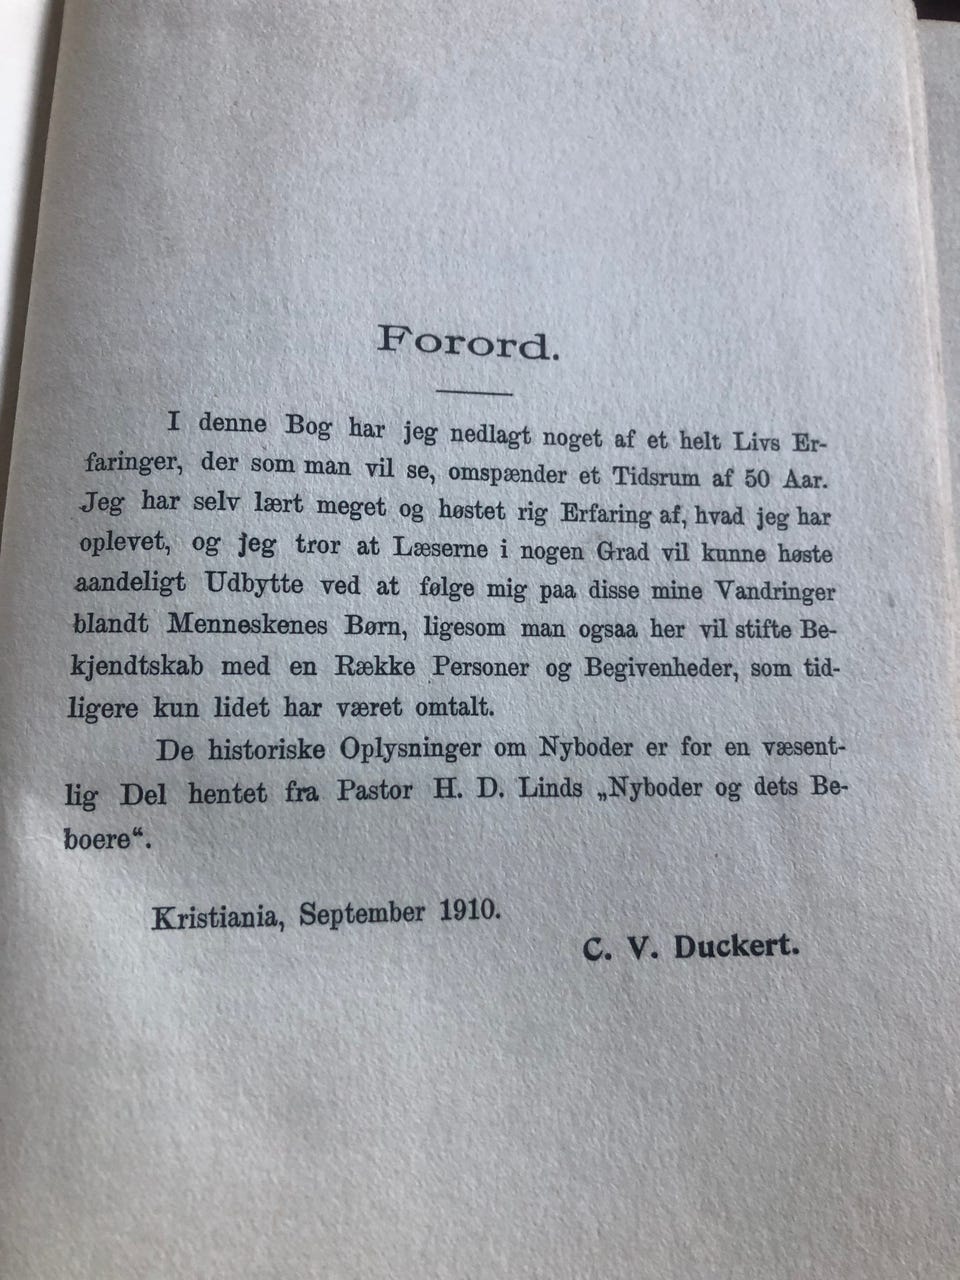 Forord.
I denne Bog har jeg nedlagt noget af et helt Livs Er-
faringer, der som man vil se, omspænder et Tidsrum af 50 Aar.
Jeg har selv lært meget og høstet rig Erfaring af, hvad jeg har
oplevet, og jeg tror at Læserne i nogen Grad vil kunne høste
aandeligt Udbytte ved at følge mig paa disse mine Vandringer
blandt Menneskenes Børn, ligesom man ogsaa her vil stifte Be-
kjendtskab med en Række Personer og Begivenheder, som tid-
ligere kun lidet har været omtalt.
De historiske Oplysninger om Nyboder er for en væsent-
lig Del hentet fra Pastor H. D. Linds „Nyboder og dets Be-
boere“.
Kristiania, September 1910.
C. V. Duckert.